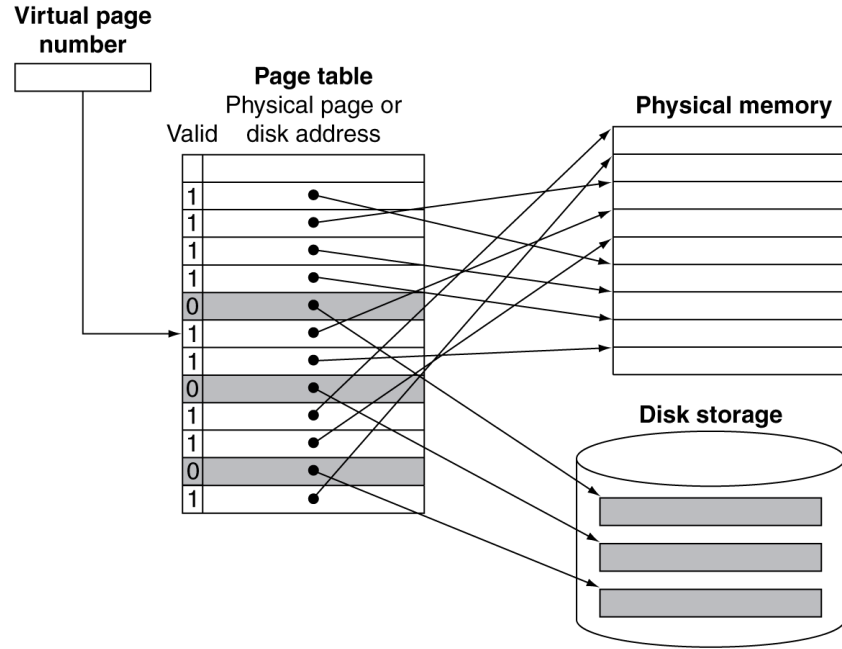 Virtual page
number
Page table
Physical page or
Valid disk address
Physical memory
1
1
1
1
0
1
1
0
1
1
0
1
Disk storage